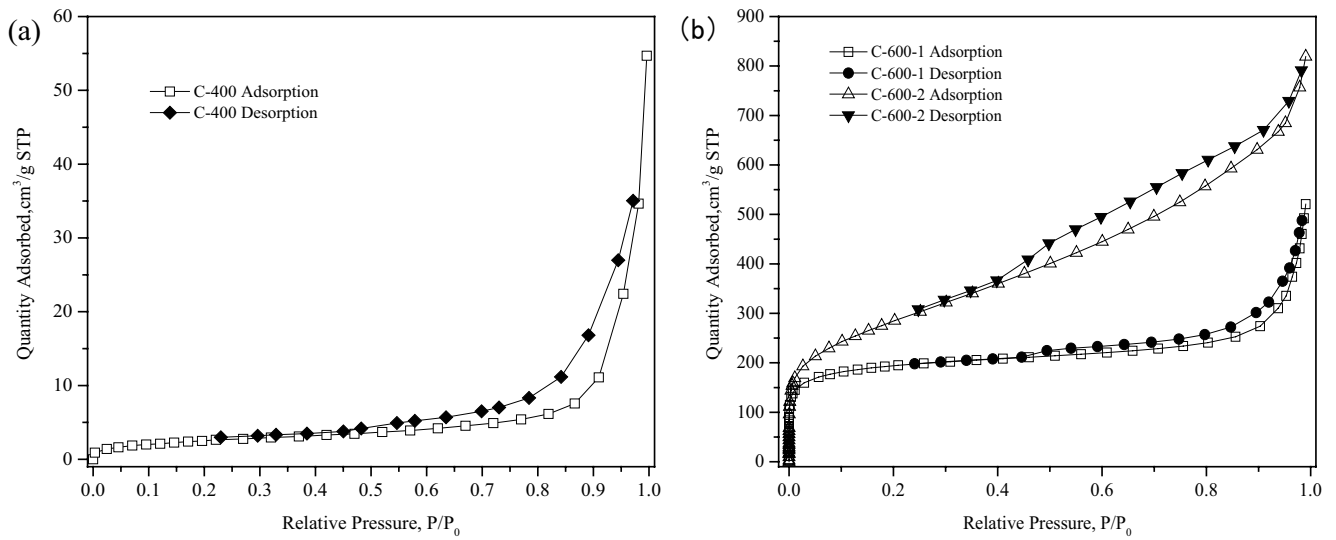 (a)
60
50
40
30
20
10
0
Quantity Adsorbed,cm³/g STP
C-400 Adsorption
C-400 Desorption
0.0 0.1 0.2 0.3 0.4 0.5 0.6 0.7 0.8 0.9 1.0
Relative Pressure, P/P₀
(b)
900
800
700
600
500
400
300
200
100
0
Quantity Adsorbed,cm³/g STP
C-600-1 Adsorption
C-600-1 Desorption
C-600-2 Adsorption
C-600-2 Desorption
0.0 0.2 0.4 0.6 0.8 1.0
Relative Pressure, P/P₀